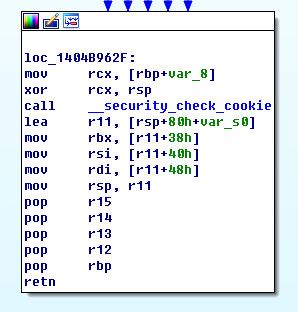 loc_1404B962F:
mov     rcx, [rbp+var_8]
xor     rcx, rsp
call    __security_check_cookie
lea     r11, [rsp+80h+var_s0]
mov     rbx, [r11+38h]
mov     rsi, [r11+40h]
mov     rdi, [r11+48h]
mov     rsp, r11
pop     r15
pop     r14
pop     r13
pop     r12
pop     rbp
retn